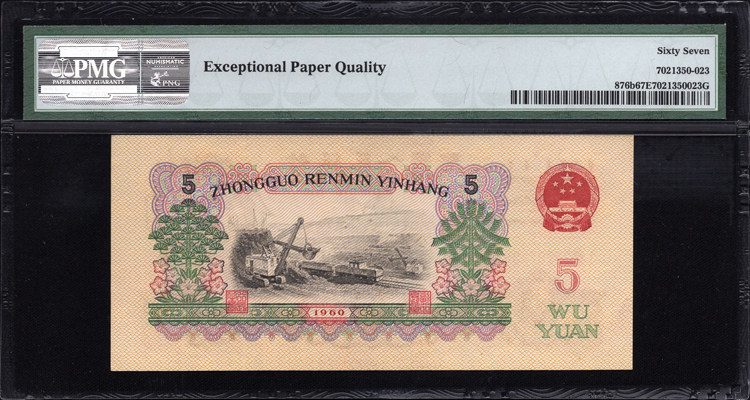 PMG
PAPER MONEY GUARANTY
NUMISMATIC
PNG
Exceptional Paper Quality
Sixty Seven
7021350-023
876b67E7021350023G
5
ZHONGGUO RENMIN YINHANG
5
5
1960
WU
YUAN